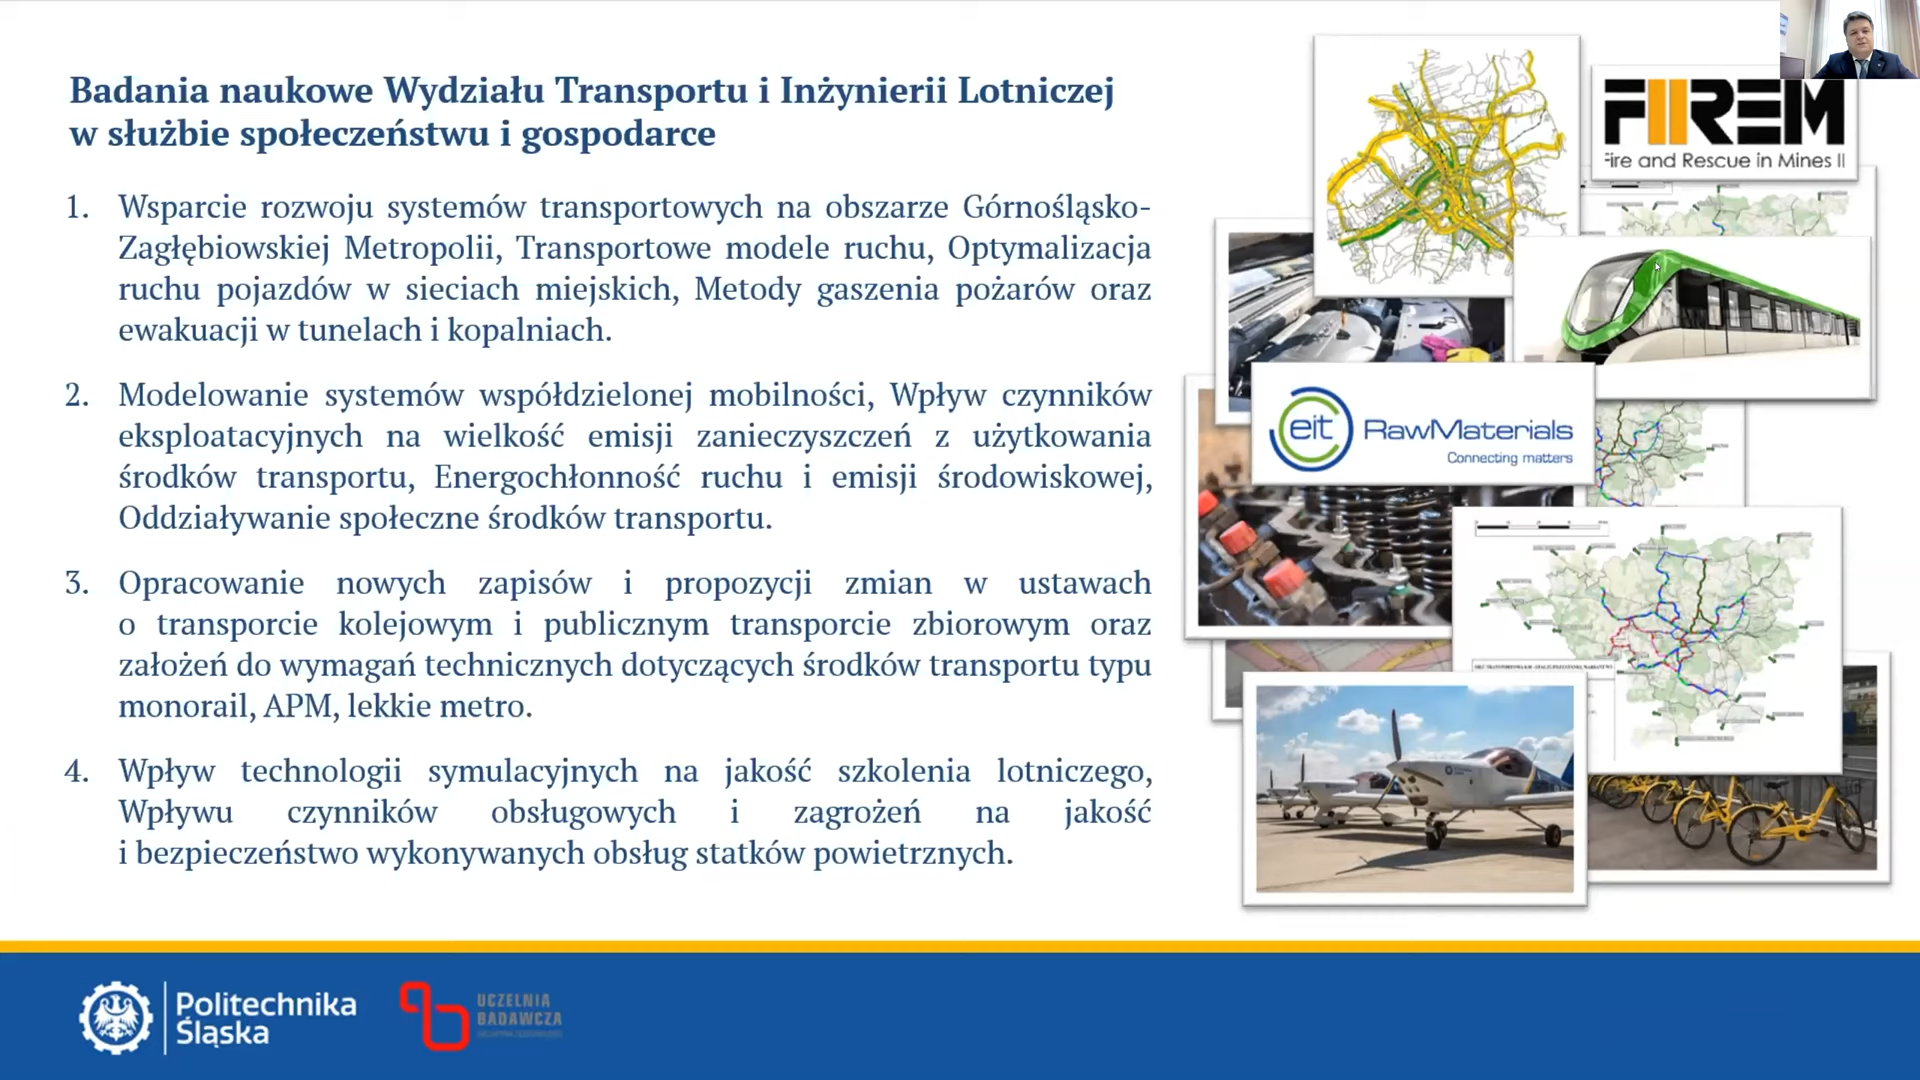 Badania naukowe Wydziału Transportu i Inżynierii Lotniczej
w służbie społeczeństwu i gospodarce
1. Wsparcie rozwoju systemów transportowych na obszarze Górnośląsko-
Zagłębiowskiej Metropolii, Transportowe modele ruchu, Optymalizacja
ruchu pojazdów w sieciach miejskich, Metody gaszenia pożarów oraz
ewakuacji w tunelach i kopalniach.
2. Modelowanie systemów współdzielonej mobilności, Wpływ czynników
eksploatacyjnych na wielkość emisji zanieczyszczeń z użytkowania
środków transportu, Energochłonność ruchu i emisji środowiskowej,
Oddziaływanie społeczne środków transportu.
3. Opracowanie nowych zapisów i propozycji zmian w ustawach
o transporcie kolejowym i publicznym transporcie zbiorowym oraz
założeń do wymagań technicznych dotyczących środków transportu typu
monorail, APM, lekkie metro.
4. Wpływ technologii symulacyjnych na jakość szkolenia lotniczego,
Wpływu czynników obsługowych i zagrożeń na jakość
i bezpieczeństwo wykonywanych obsług statków powietrznych.
FIIREM
Fire and Rescue in Mines II
eit RawMaterials
Connecting matters
Politechnika
Śląska
UCZELNIA
BADAWCZA